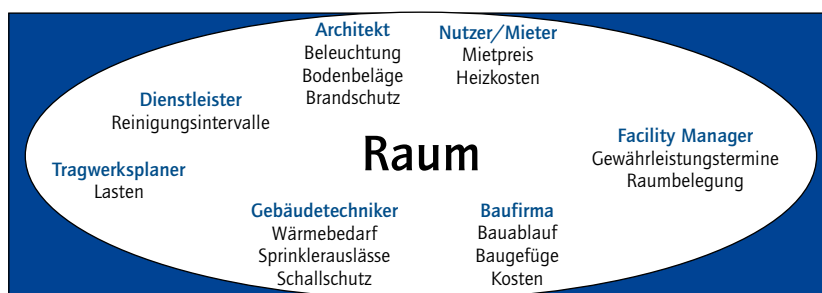 Architekt
Beleuchtung
Bodenbeläge
Brandschutz
Nutzer/Mieter
Mietpreis
Heizkosten
Dienstleister
Reinigungsintervalle
Raum
Facility Manager
Gewährleistungstermine
Raumbelegung
Tragwerksplaner
Lasten
Gebäudetechniker
Wärmebedarf
Sprinklerauslässe
Schallschutz
Baufirma
Bauablauf
Baugefüge
Kosten